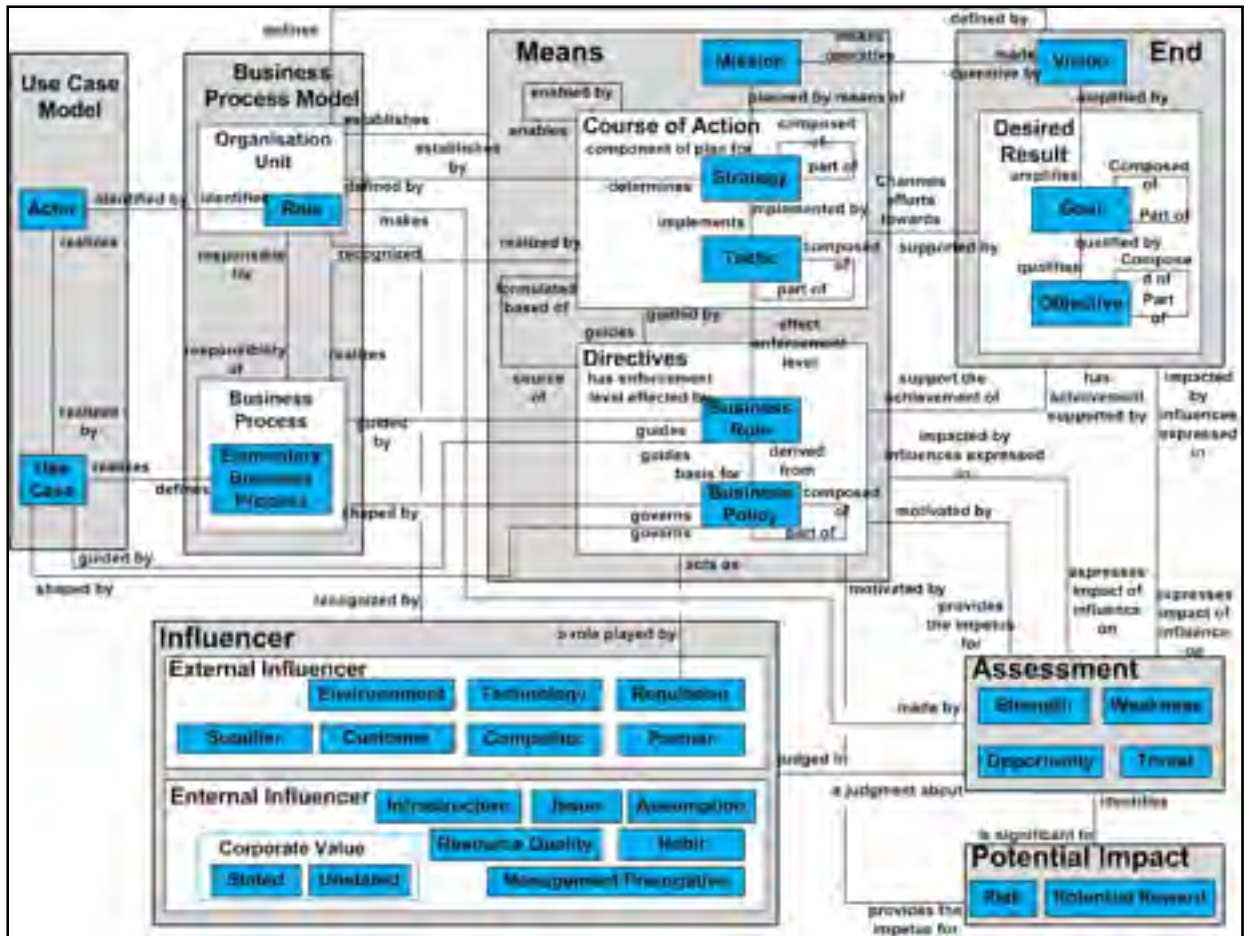 defines
defined by
Use Case
Model
Business
Process Model
Means
Mission
means
operative
made
operative by
Vision
End
Organisation
Unit
establishes
established
by
enabled by
enables
planned by means of
Course of Action
component of plan for
composed
of
part of
amplified by
Desired
Result
amplifies
Composed
of
Part of
Actor
identified by
identifies
Role
defined by
makes
determines
Strategy
implemented by
implements
Channels
efforts
towards
supported by
Goal
qualified by
qualifies
realizes
responsible
for
recognized
realized by
Tactic
composed
of
part of
Compose
d of
Part
of
Objective
formulated
based of
guided by
guides
effect
enforcement
level
responsibility
of
realizes
source
of
Directives
has enforcement
level effected by
support the
achievement of
has
achievement
supported by
impacted
by
influences
expressed
in
Business
Process
guided
by
guides
guides
Business
Rule
derived
from
basis for
impacted by
influences expressed
in
realized
by
Use
Case
realizes
defines
Elementary
Business
Process
shaped by
governs
governs
Business
Policy
composed
of
part of
motivated by
guided by
shaped by
acts as
recognized by
motivated by
provides
the impetus
for
expresses
impact of
influence
on
expresses
impact of
influence
on
Influencer
a role played by
External Influencer
Environment
Technology
Regulation
Supplier
Customer
Competitor
Partner
Assessment
made by
Strength
Weakness
Opportunity
Threat
judged in
a judgment about
identifies
Enternal Influencer
Infrastructure
Issue
Assumption
Corporate Value
Resource Quality
Habit
Stated
Unstated
Management Prerogative
is significant to
Potential Impact
Risk
Potential Reward
provides the
impetus for